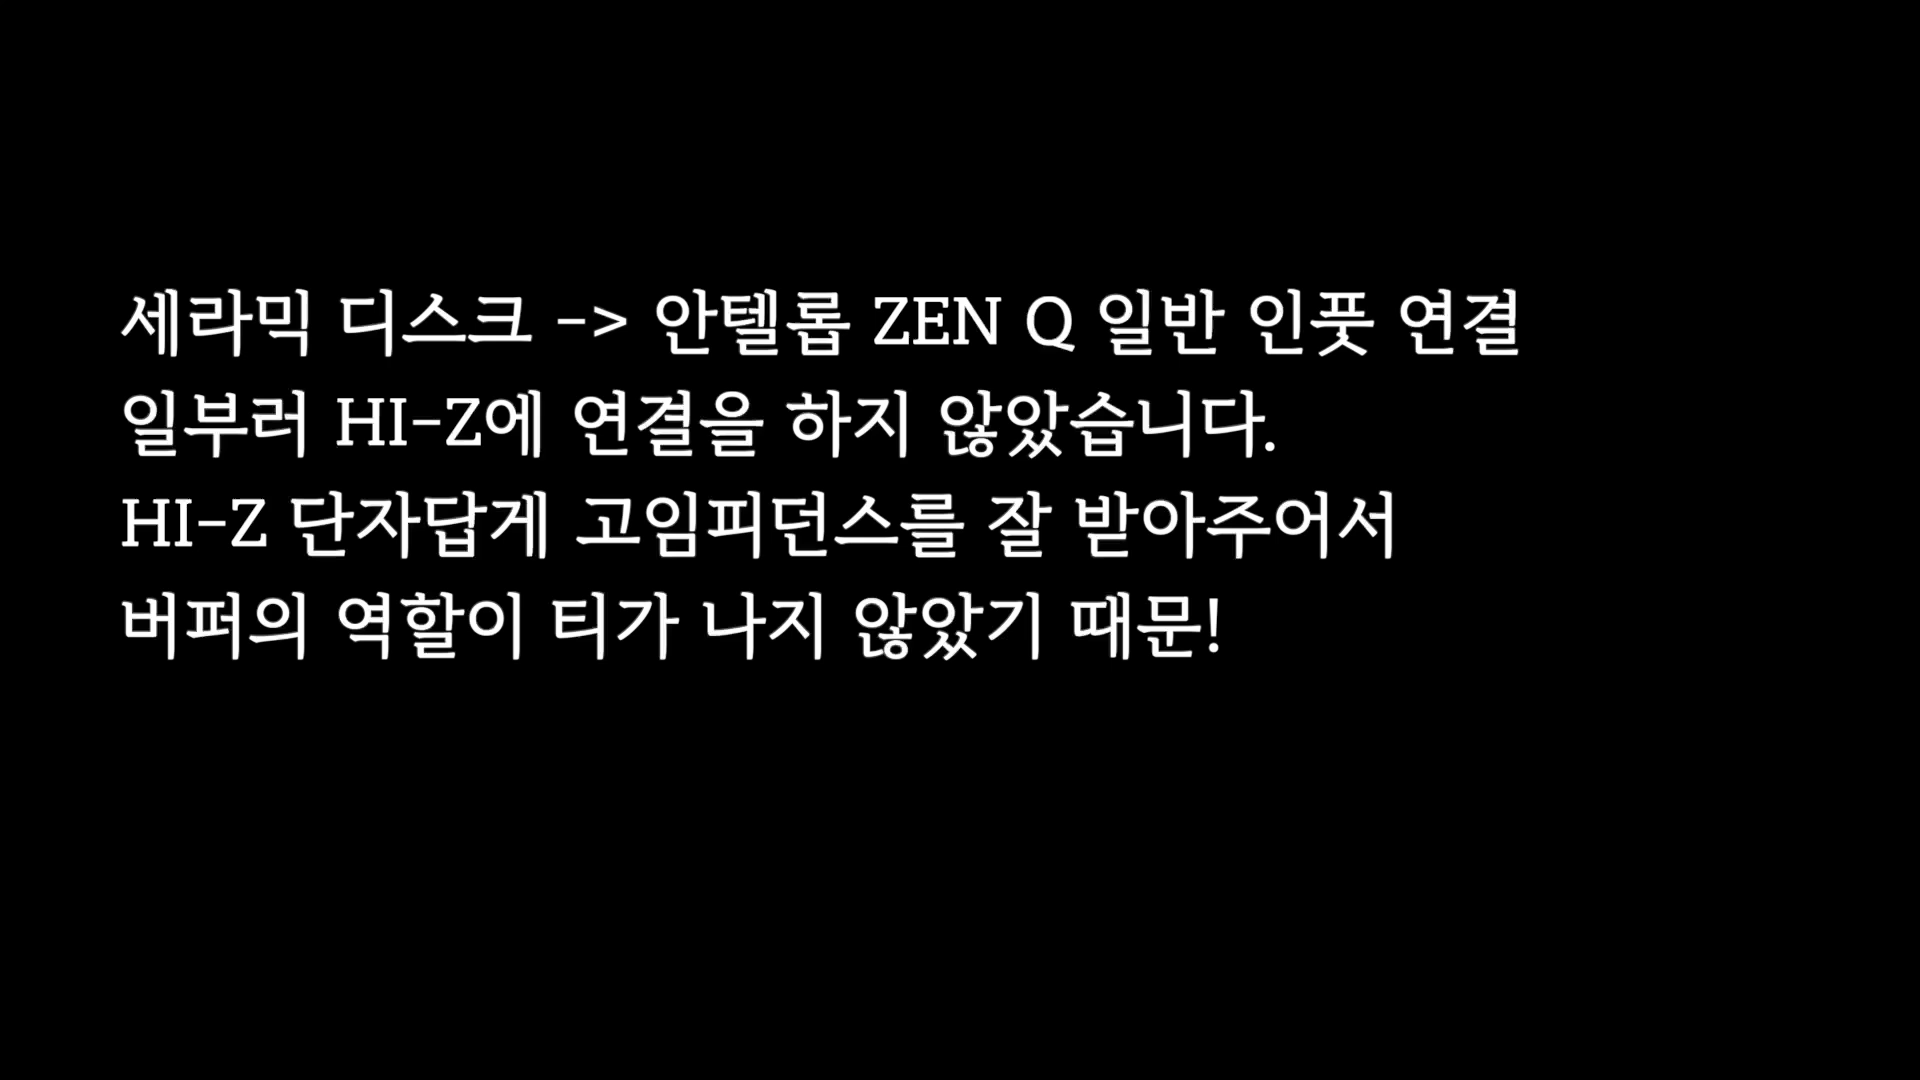 세라믹 디스크 -> 안텔롭 ZEN Q 일반 인풋 연결
일부러 HI-Z에 연결을 하지 않았습니다.
HI-Z 단자답게 고임피던스를 잘 받아주어서
버퍼의 역할이 티가 나지 않았기 때문!